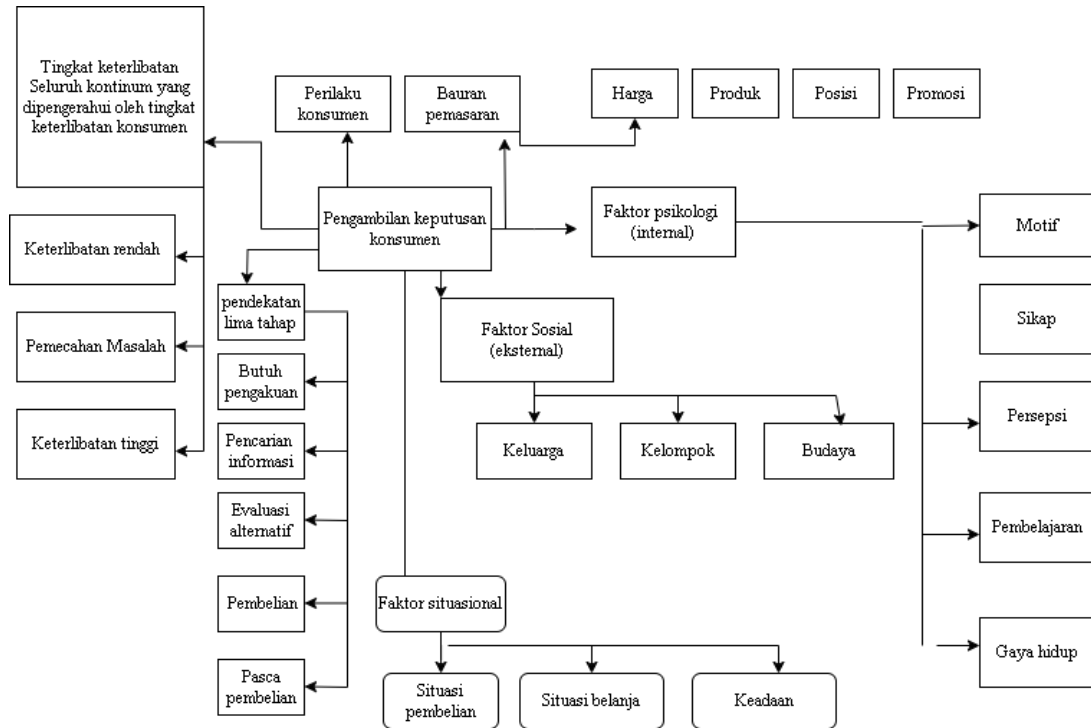 Tingkat keterlibatan
Seluruh kontinum yang
dipengerahui oleh tingkat
keterlibatan konsumen
Perilaku
konsumen
Bauran
pemasaran
Harga
Produk
Posisi
Promosi
Pengambilan keputusan
konsumen
Faktor psikologi
(internal)
Motif
Keterlibatan rendah
pendekatan
lima tahap
Faktor Sosial
(eksternal)
Sikap
Pemecahan Masalah
Butuh
pengakuan
Keterlibatan tinggi
Pencarian
informasi
Keluarga
Kelompok
Budaya
Persepsi
Evaluasi
alternatif
Pembelajaran
Pembelian
Faktor situasional
Gaya hidup
Pasca
pembelian
Situasi
pembelian
Situasi belanja
Keadaan